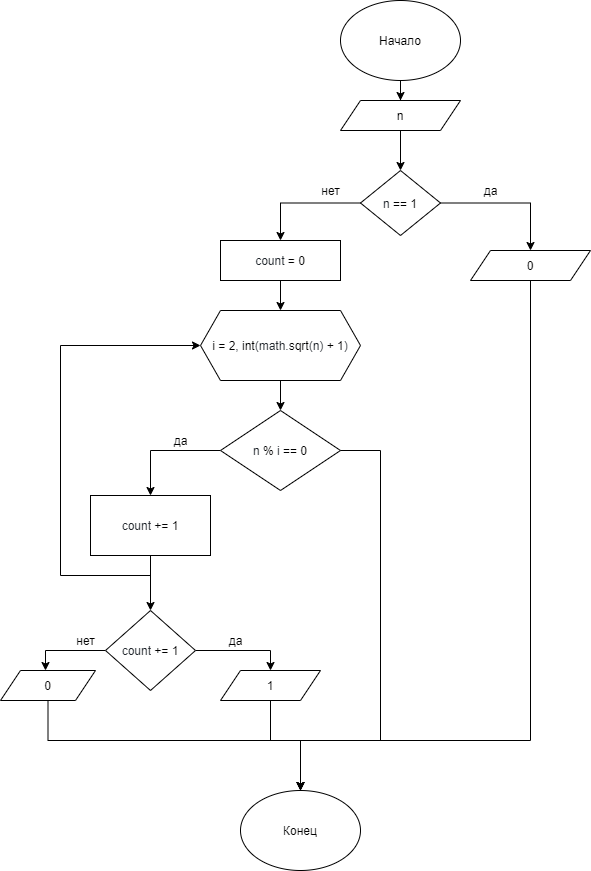 Начало
n
нет
n == 1
да
count = 0
0
i = 2, int(math.sqrt(n) + 1)
да
n % i == 0
count += 1
нет
count += 1
да
0
1
Конец